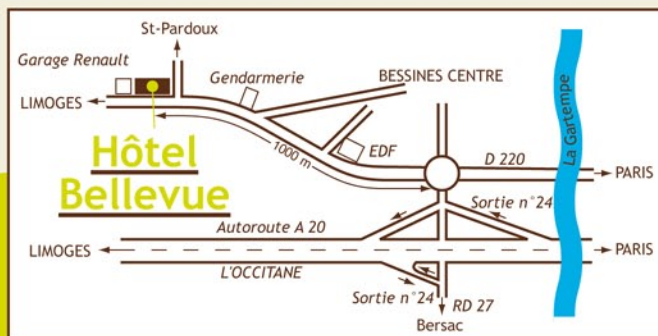 St-Pardoux
Garage Renault
Gendarmerie
BESSINES CENTRE
LIMOGES
Hôtel
Bellevue
1000 m
EDF
D 220
PARIS
La Gartempe
Sortie n°24
Autoroute A 20
LIMOGES
PARIS
L'OCCITANE
Sortie n°24
RD 27
Bersac